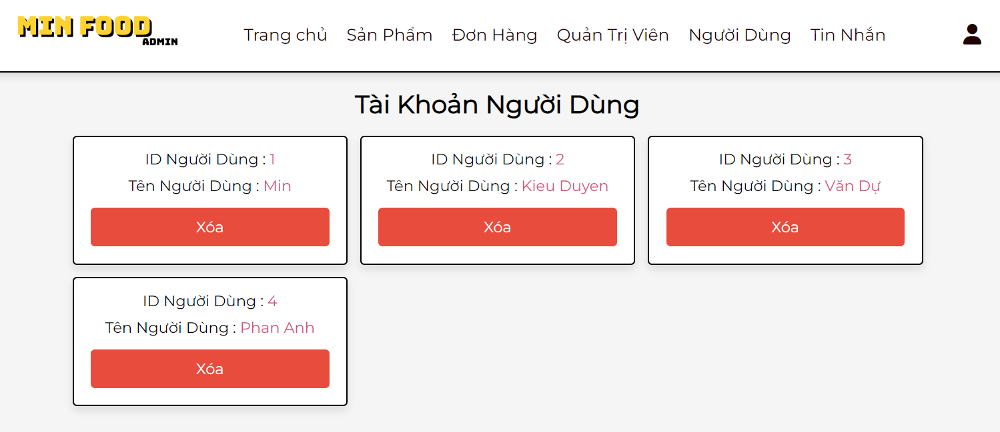 MIN FOOD
ADMIN
Trang chủ Sản Phẩm Đơn Hàng Quản Trị Viên Người Dùng Tin Nhắn
Tài Khoản Người Dùng
ID Người Dùng : 1
Tên Người Dùng : Min
Xóa
ID Người Dùng : 2
Tên Người Dùng : Kieu Duyen
Xóa
ID Người Dùng : 3
Tên Người Dùng : Văn Dự
Xóa
ID Người Dùng : 4
Tên Người Dùng : Phan Anh
Xóa